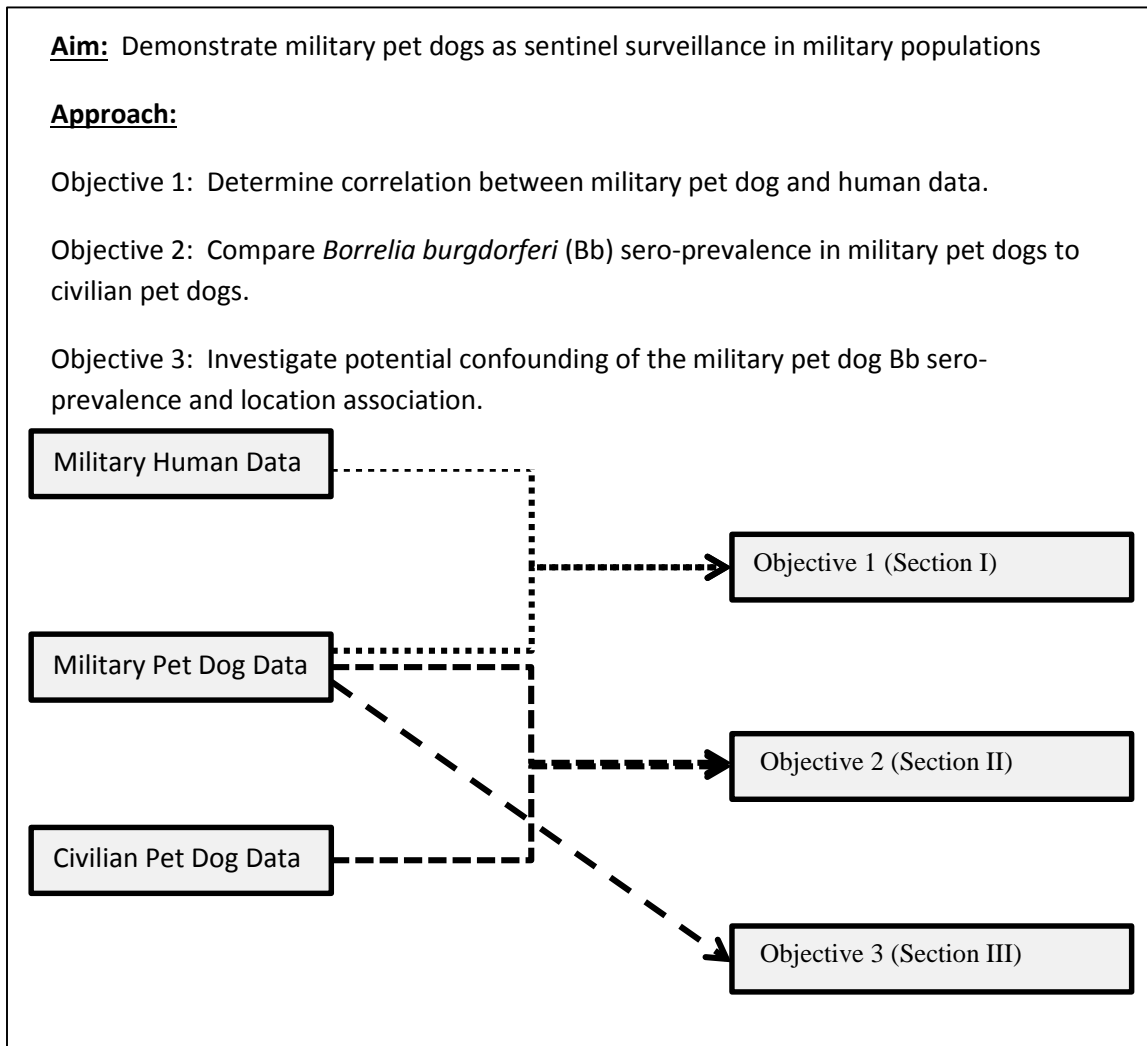 Aim: Demonstrate military pet dogs as sentinel surveillance in military populations
Approach:
Objective 1: Determine correlation between military pet dog and human data.
Objective 2: Compare Borrelia burgdorferi (Bb) sero-prevalence in military pet dogs to
civilian pet dogs.
Objective 3: Investigate potential confounding of the military pet dog Bb sero-
prevalence and location association.
Military Human Data
Objective 1 (Section I)
Military Pet Dog Data
Objective 2 (Section II)
Civilian Pet Dog Data
Objective 3 (Section III)